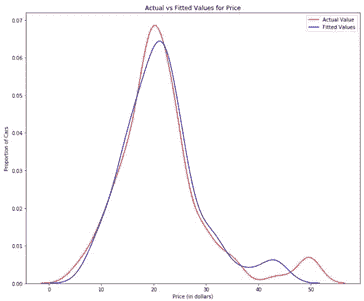 Actual vs Fitted Values for Price
Actual Value
Fitted Values
0.07
0.06
0.05
0.04
0.03
0.02
0.01
0.00
Proportion of Cars
0 10 20 30 40 50
Price (in dollars)